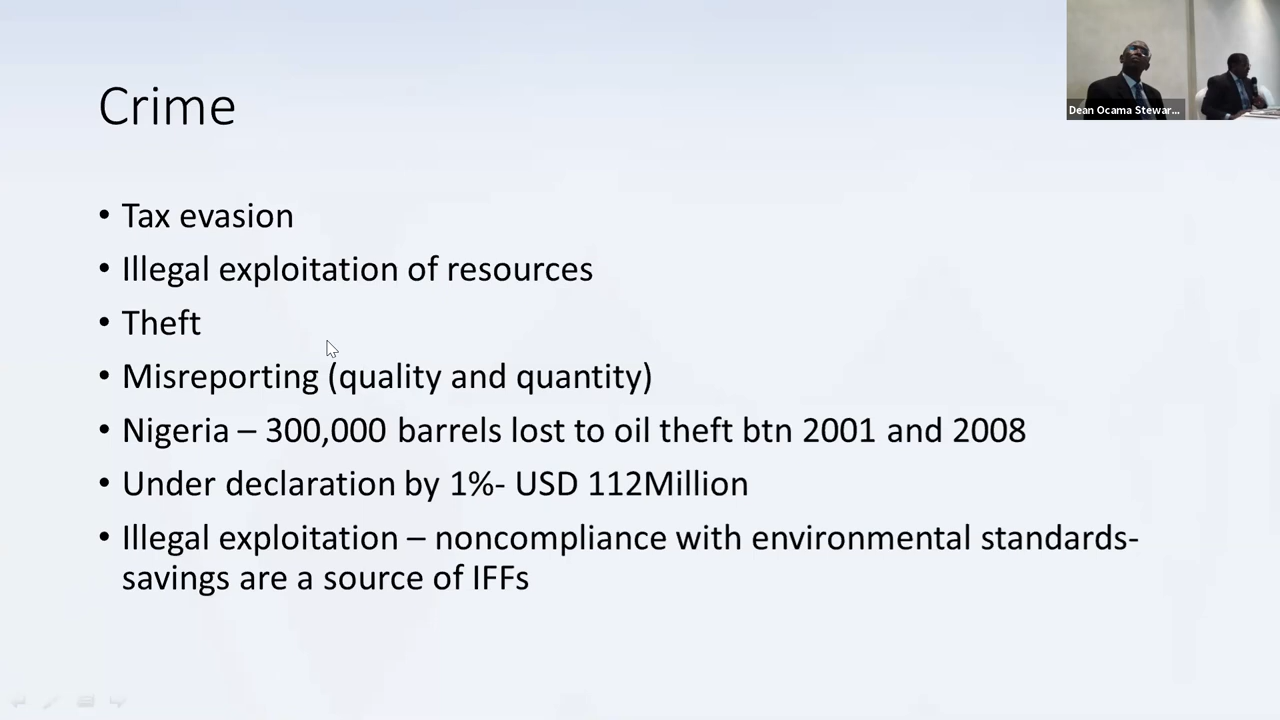 Crime
• Tax evasion
• Illegal exploitation of resources
• Theft
• Misreporting (quality and quantity)
• Nigeria – 300,000 barrels lost to oil theft btn 2001 and 2008
• Under declaration by 1%- USD 112Million
• Illegal exploitation – noncompliance with environmental standards-
savings are a source of IFFs
Dean Ocama Stewar...